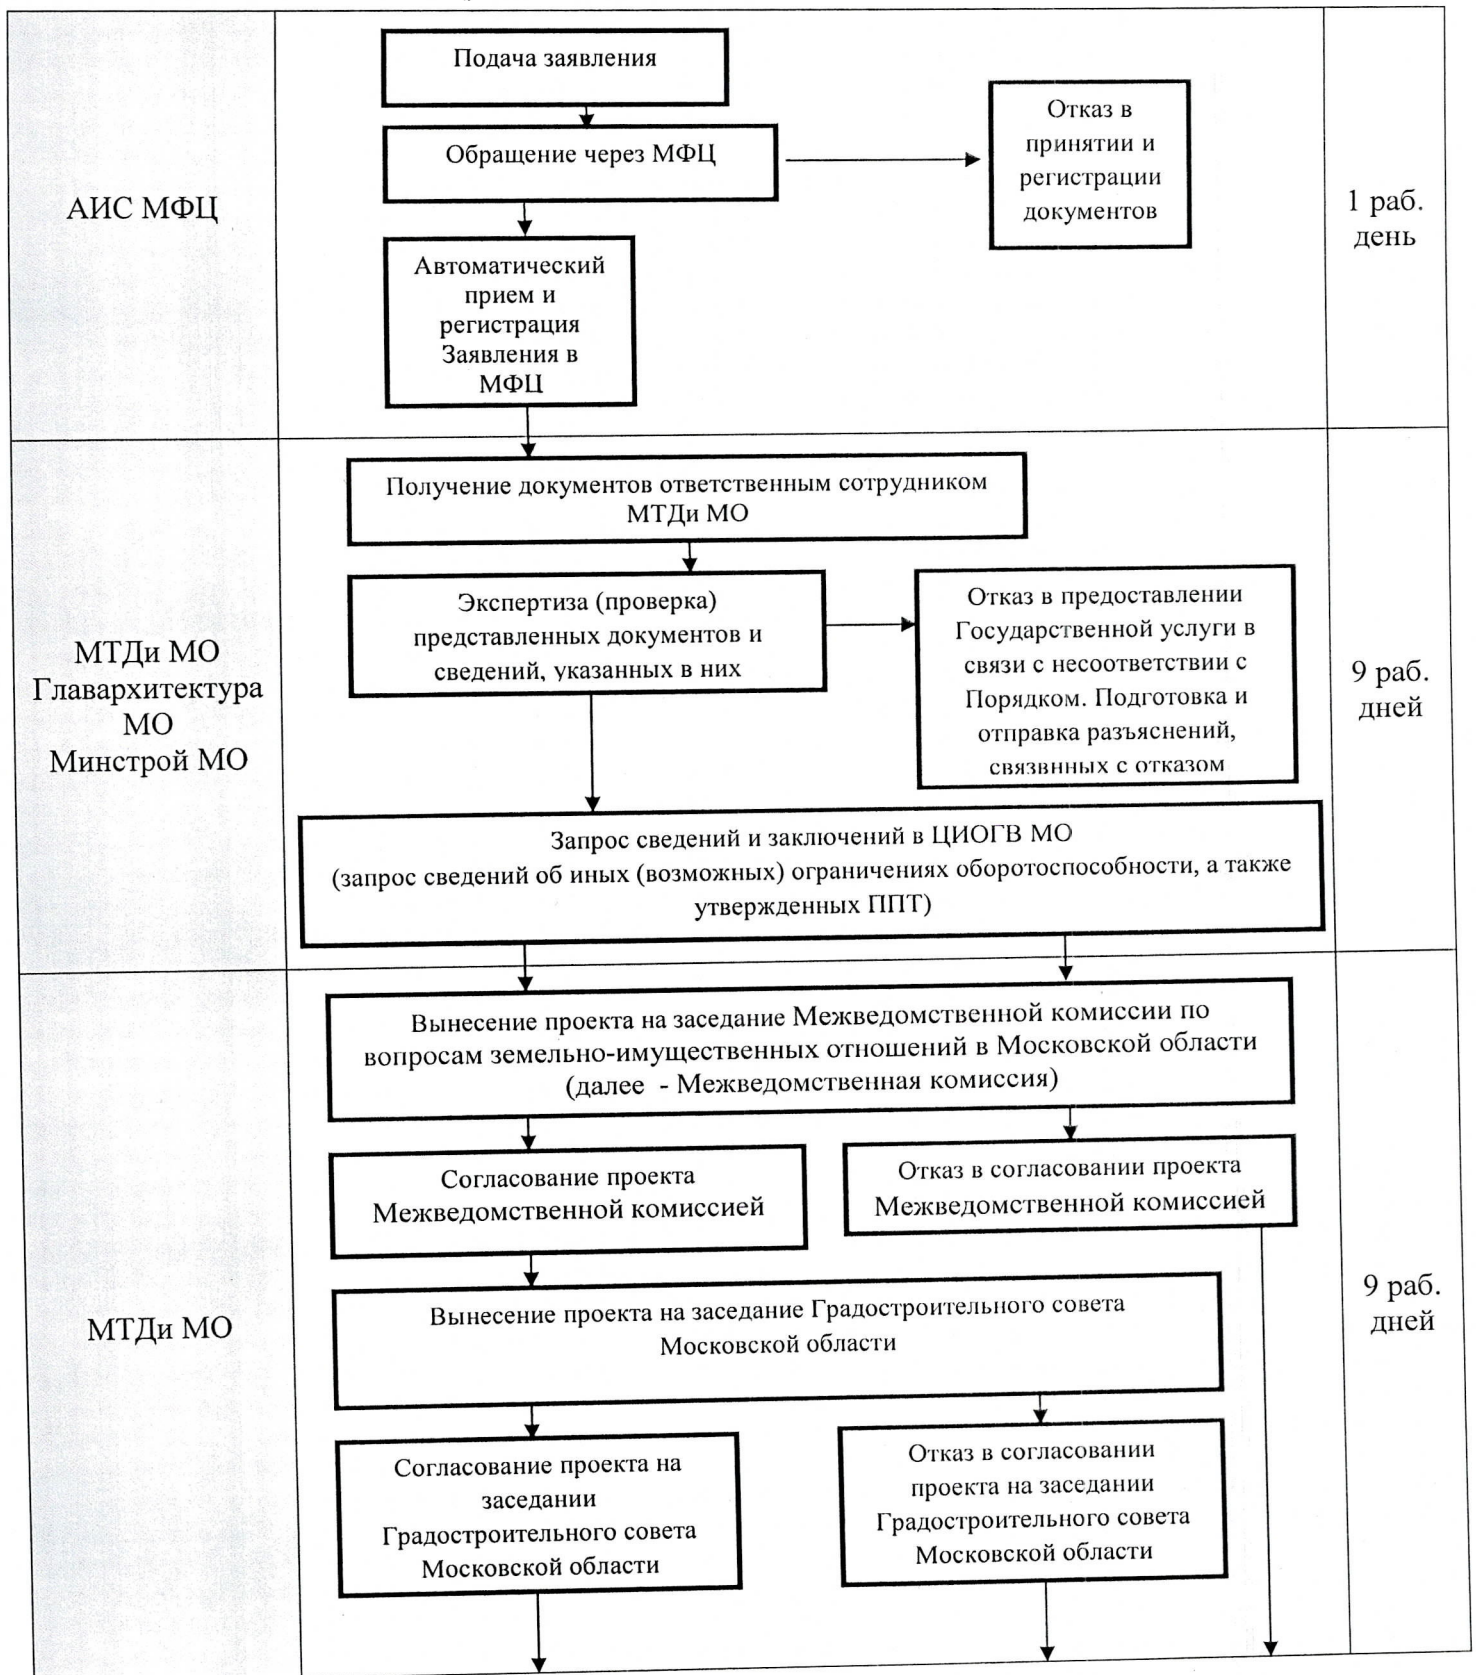 Подача заявления
Обращение через МФЦ
Отказ в
принятии и
регистрации
документов
АИС МФЦ
1 раб.
день
Автоматический
прием и
регистрация
Заявления в
МФЦ
Получение документов ответственным сотрудником
МТДи МО
Экспертиза (проверка)
представленных документов и
сведений, указанных в них
Отказ в предоставлении
Государственной услуги в
связи с несоответствии с
Порядком. Подготовка и
отправка разъяснений,
связвнных с отказом
МТДи МО
Главархитектура
МО
Минстрой МО
9 раб.
дней
Запрос сведений и заключений в ЦИОГВ МО
(запрос сведений об иных (возможных) ограничениях оборотоспособности, а также
утвержденных ППТ)
Вынесение проекта на заседание Межведомственной комиссии по
вопросам земельно-имущественных отношений в Московской области
(далее - Межведомственная комиссия)
Согласование проекта
Межведомственной комиссией
Отказ в согласовании проекта
Межведомственной комиссией
МТДи МО
9 раб.
дней
Вынесение проекта на заседание Градостроительного совета
Московской области
Согласование проекта на
заседании
Градостроительного совета
Московской области
Отказ в согласовании
проекта на заседании
Градостроительного совета
Московской области